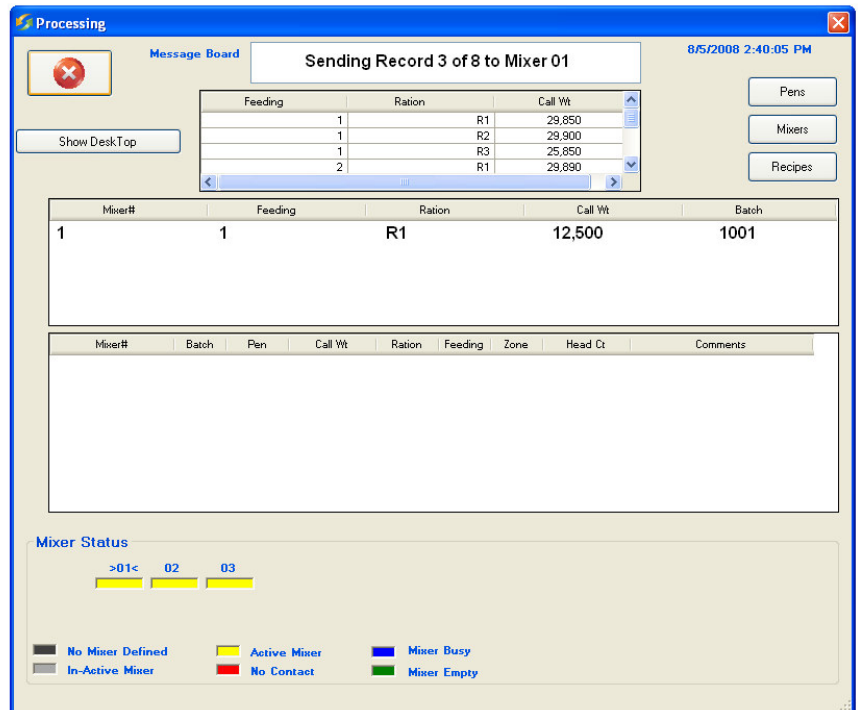 Processing
Message Board
Sending Record 3 of 8 to Mixer 01
8/5/2008 2:40:05 PM
Show DeskTop
Feeding Ration Call Wt
1 R1 29,850
1 R2 29,900
1 R3 25,850
2 R1 29,890
Pens
Mixers
Recipes
Mixer# Feeding Ration Call Wt Batch
1 1 R1 12,500 1001
Mixer# Batch Pen Call Wt Ration Feeding Zone Head Ct Comments
Mixer Status
>01< 02 03
No Mixer Defined Active Mixer Mixer Busy
In-Active Mixer No Contact Mixer Empty